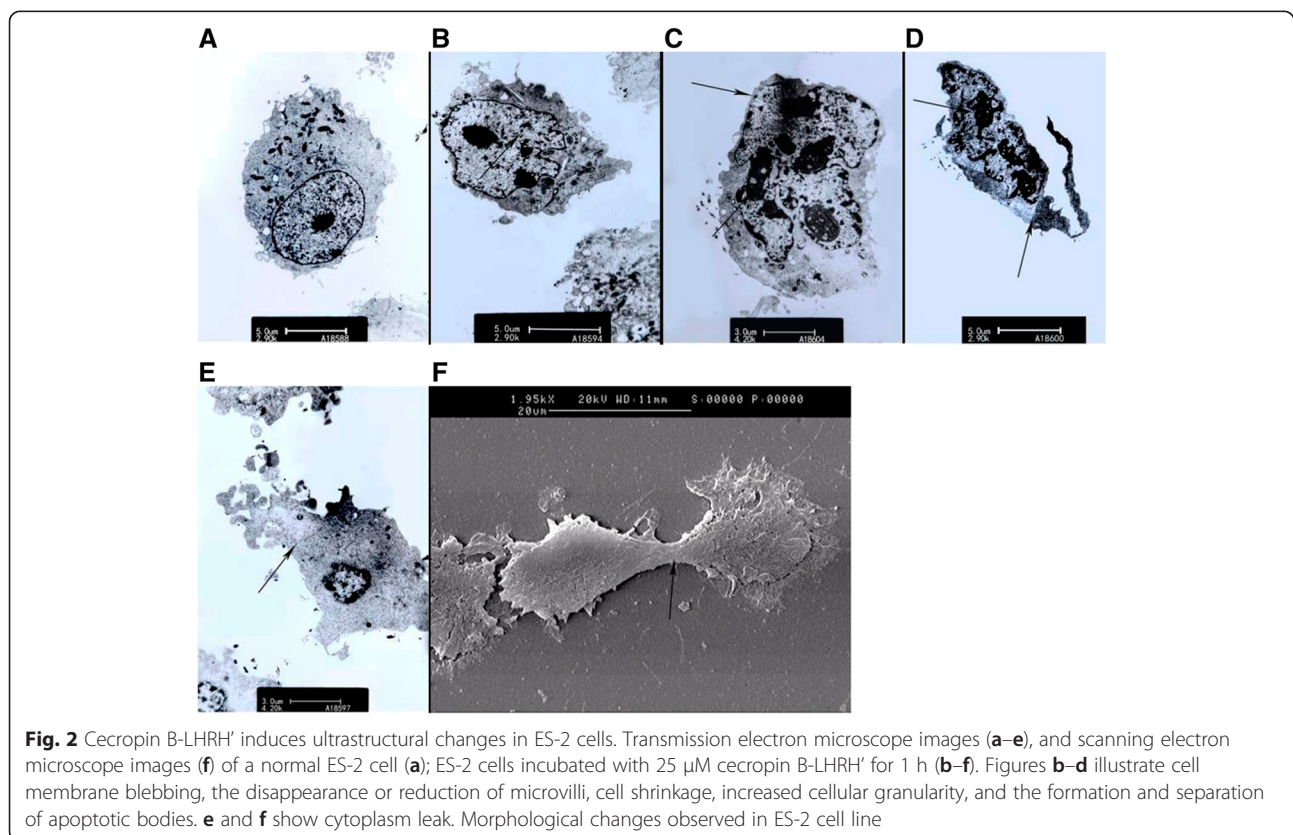 A
B
C
D
5.0um
2.90k A18588
5.0um
2.90k A18594
3.0um
4.20k A18604
5.0um
2.90k A18600
E
F
3.0um
4.20k A18597
1.95kX 20kV WD:11mm S:00000 P:00000
20um
Fig. 2 Cecropin B-LHRH’ induces ultrastructural changes in ES-2 cells. Transmission electron microscope images (a–e), and scanning electron
microscope images (f) of a normal ES-2 cell (a); ES-2 cells incubated with 25 μM cecropin B-LHRH’ for 1 h (b–f). Figures b–d illustrate cell
membrane blebbing, the disappearance or reduction of microvilli, cell shrinkage, increased cellular granularity, and the formation and separation
of apoptotic bodies. e and f show cytoplasm leak. Morphological changes observed in ES-2 cell line